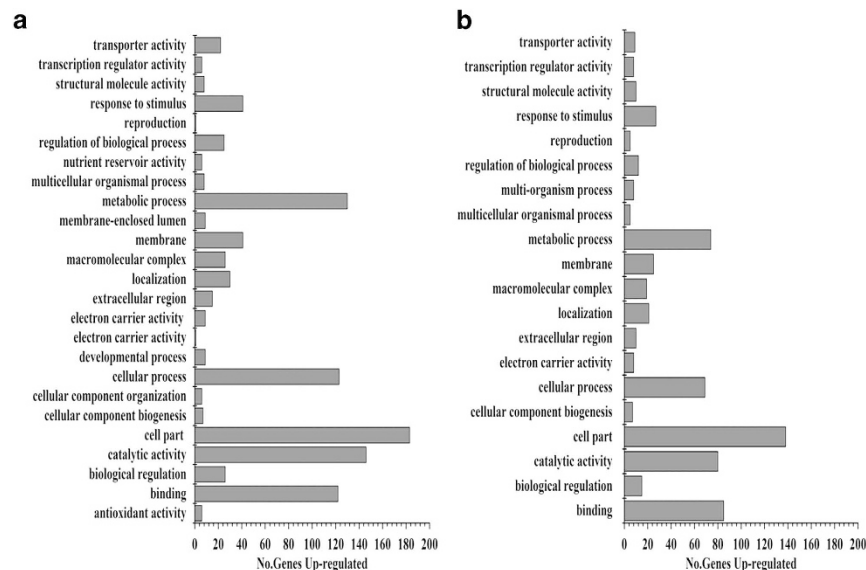 a
transporter activity
transcription regulator activity
structural molecule activity
response to stimulus
reproduction
regulation of biological process
nutrient reservoir activity
multicellular organismal process
metabolic process
membrane-enclosed lumen
membrane
macromolecular complex
localization
extracellular region
electron carrier activity
electron carrier activity
developmental process
cellular process
cellular component organization
cellular component biogenesis
cell part
catalytic activity
biological regulation
binding
antioxidant activity
0 20 40 60 80 100 120 140 160 180 200
No.Genes Up-regulated
b
transporter activity
transcription regulator activity
structural molecule activity
response to stimulus
reproduction
regulation of biological process
multi-organism process
multicellular organismal process
metabolic process
membrane
macromolecular complex
localization
extracellular region
electron carrier activity
cellular process
cellular component biogenesis
cell part
catalytic activity
biological regulation
binding
0 20 40 60 80 100 120 140 160 180 200
No.Genes Up-regulated